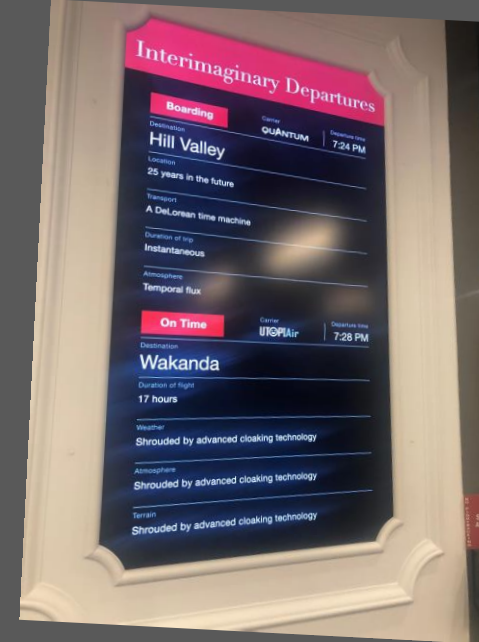 Interimaginary Departures
Boarding
Carrier
QUANTUM
Departure time
7:24 PM
Destination
Hill Valley
Location
25 years in the future
Transport
A DeLorean time machine
Duration of trip
Instantaneous
Atmosphere
Temporal flux
On Time
Carrier
UTOPIAir
Departure time
7:28 PM
Destination
Wakanda
Duration of flight
17 hours
Weather
Shrouded by advanced cloaking technology
Atmosphere
Shrouded by advanced cloaking technology
Terrain
Shrouded by advanced cloaking technology